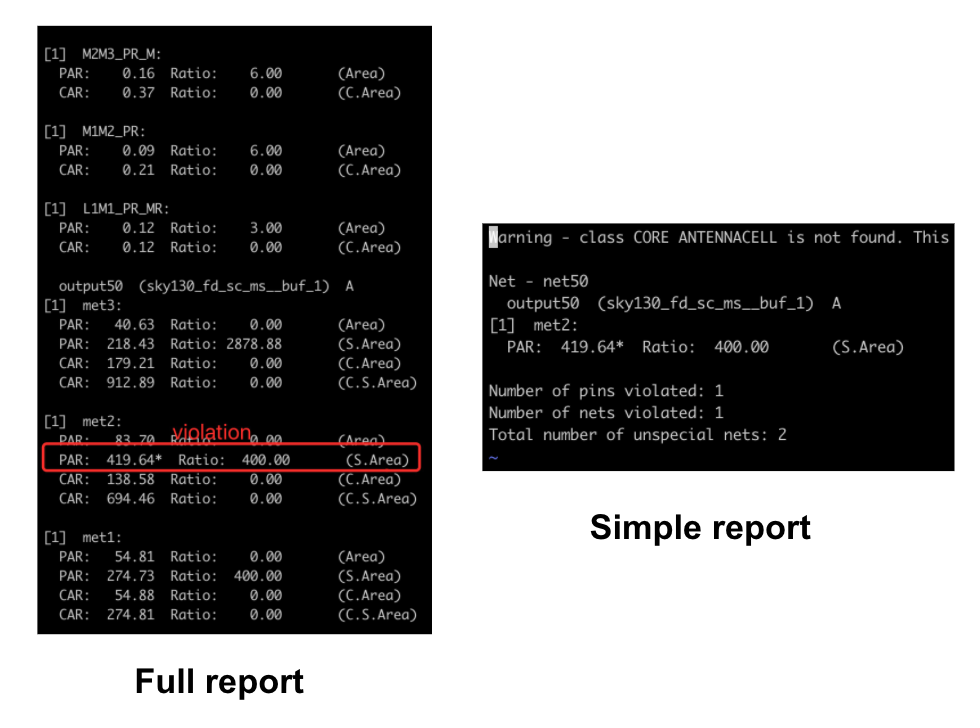 [1] M2M3_PR_M:
PAR: 0.16 Ratio: 6.00 (Area)
CAR: 0.37 Ratio: 0.00 (C.Area)
[1] M1M2_PR:
PAR: 0.09 Ratio: 6.00 (Area)
CAR: 0.21 Ratio: 0.00 (C.Area)
[1] L1M1_PR_MR:
PAR: 0.12 Ratio: 3.00 (Area)
CAR: 0.12 Ratio: 0.00 (C.Area)
output50 (sky130_fd_sc_ms__buf_1) A
[1] met3:
PAR: 40.63 Ratio: 0.00 (Area)
PAR: 218.43 Ratio: 2878.88 (S.Area)
CAR: 179.21 Ratio: 0.00 (C.Area)
CAR: 912.89 Ratio: 0.00 (C.S.Area)
[1] met2:
violation
PAR: 83.70 Ratio: 0.00 (Area)
PAR: 419.64* Ratio: 400.00 (S.Area)
CAR: 138.58 Ratio: 0.00 (C.Area)
CAR: 694.46 Ratio: 0.00 (C.S.Area)
[1] met1:
PAR: 54.81 Ratio: 0.00 (Area)
PAR: 274.73 Ratio: 400.00 (S.Area)
CAR: 54.88 Ratio: 0.00 (C.Area)
CAR: 274.81 Ratio: 0.00 (C.S.Area)
Full report
Warning - class CORE ANTENNACELL is not found. This
Net - net50
output50 (sky130_fd_sc_ms__buf_1) A
[1] met2:
PAR: 419.64* Ratio: 400.00 (S.Area)
Number of pins violated: 1
Number of nets violated: 1
Total number of unspecial nets: 2
~
Simple report